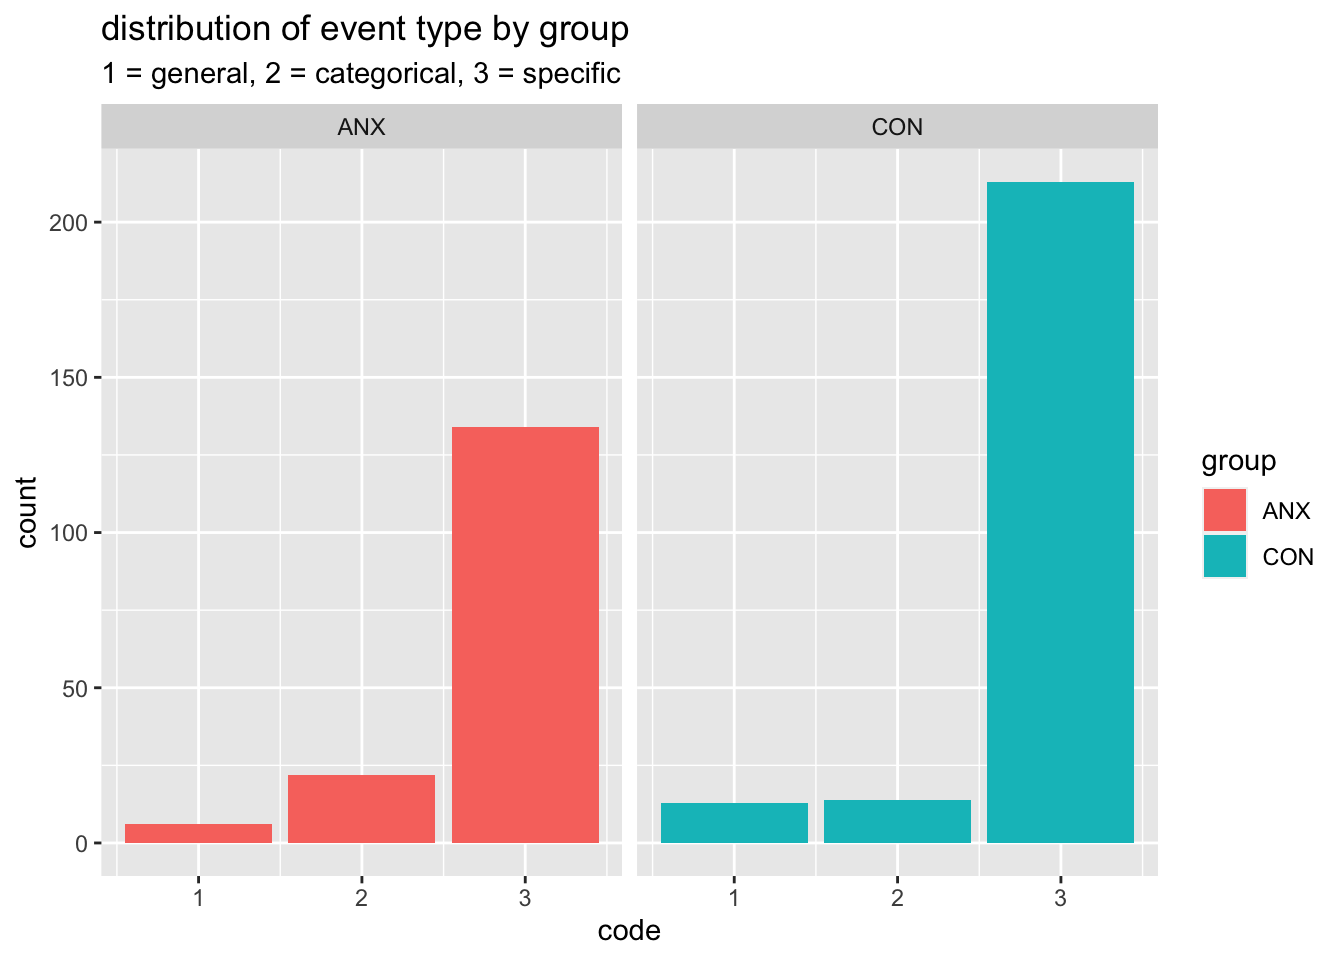 distribution of event type by group
1 = general, 2 = categorical, 3 = specific
ANX CON
200
150
100
50
0
count
1 2 3 1 2 3
code
group
ANX
CON